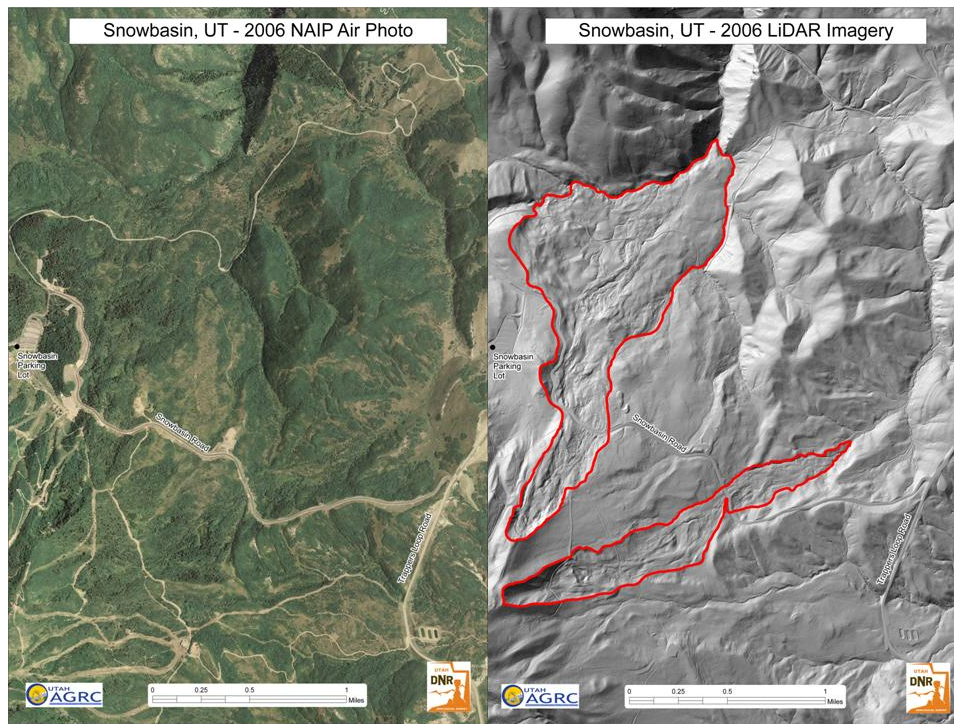 Snowbasin, UT - 2006 NAIP Air Photo
Snowbasin
Parking
Lot
Snowbasin Road
Trappers Loop Road
UTAH
AGRC
0
0.25
0.5
1
Miles
UTAH
DNR
Snowbasin, UT - 2006 LiDAR Imagery
Snowbasin
Parking
Lot
Snowbasin Road
Trappers Loop Road
UTAH
AGRC
0
0.25
0.5
1
Miles
UTAH
DNR